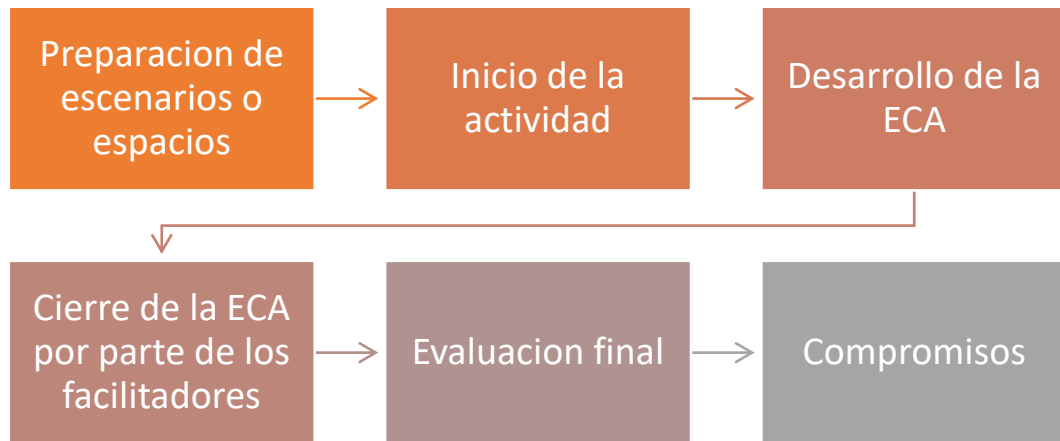 Preparacion de
escenarios o
espacios
Inicio de la
actividad
Desarrollo de la
ECA
Cierre de la ECA
por parte de los
facilitadores
Evaluacion final
Compromisos